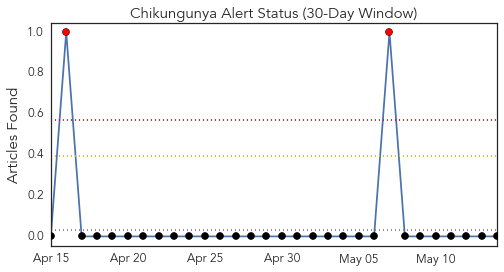 Chikungunya Alert Status (30-Day Window)
Articles Found
1.0
0.8
0.6
0.4
0.2
0.0
Apr 15 Apr 20 Apr 25 Apr 30 May 05 May 10